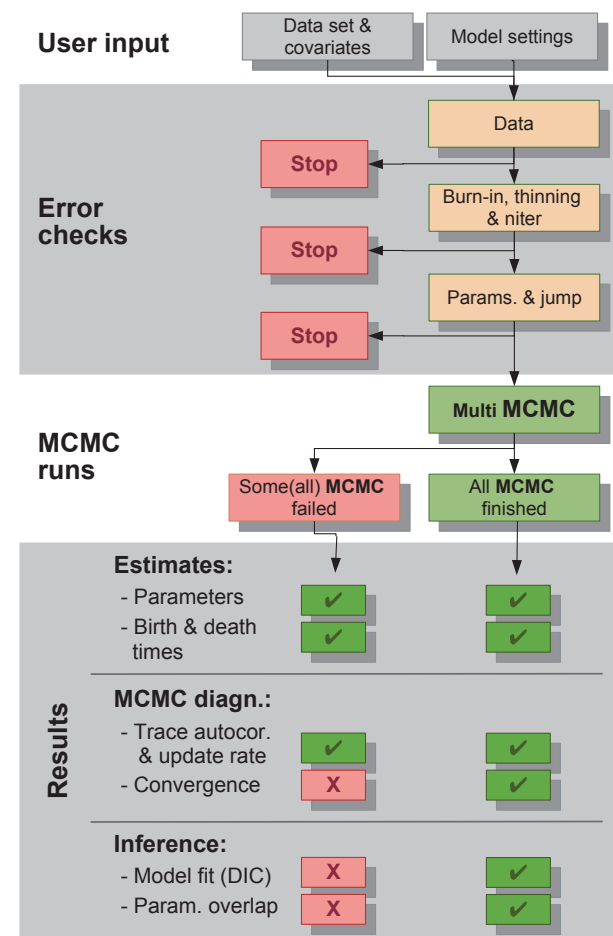 User input
Data set &
covariates
Model settings
Error
checks
Data
Stop
Burn-in, thinning
& niter
Stop
Params. & jump
Stop
MCMC
runs
Multi MCMC
Some(all) MCMC
failed
All MCMC
finished
Results
Estimates:
- Parameters
✔ ✔
- Birth & death
times
✔ ✔
MCMC diagn.:
- Trace autocor.
& update rate
✔ ✔
- Convergence
X ✔
Inference:
- Model fit (DIC)
X ✔
- Param. overlap
X ✔